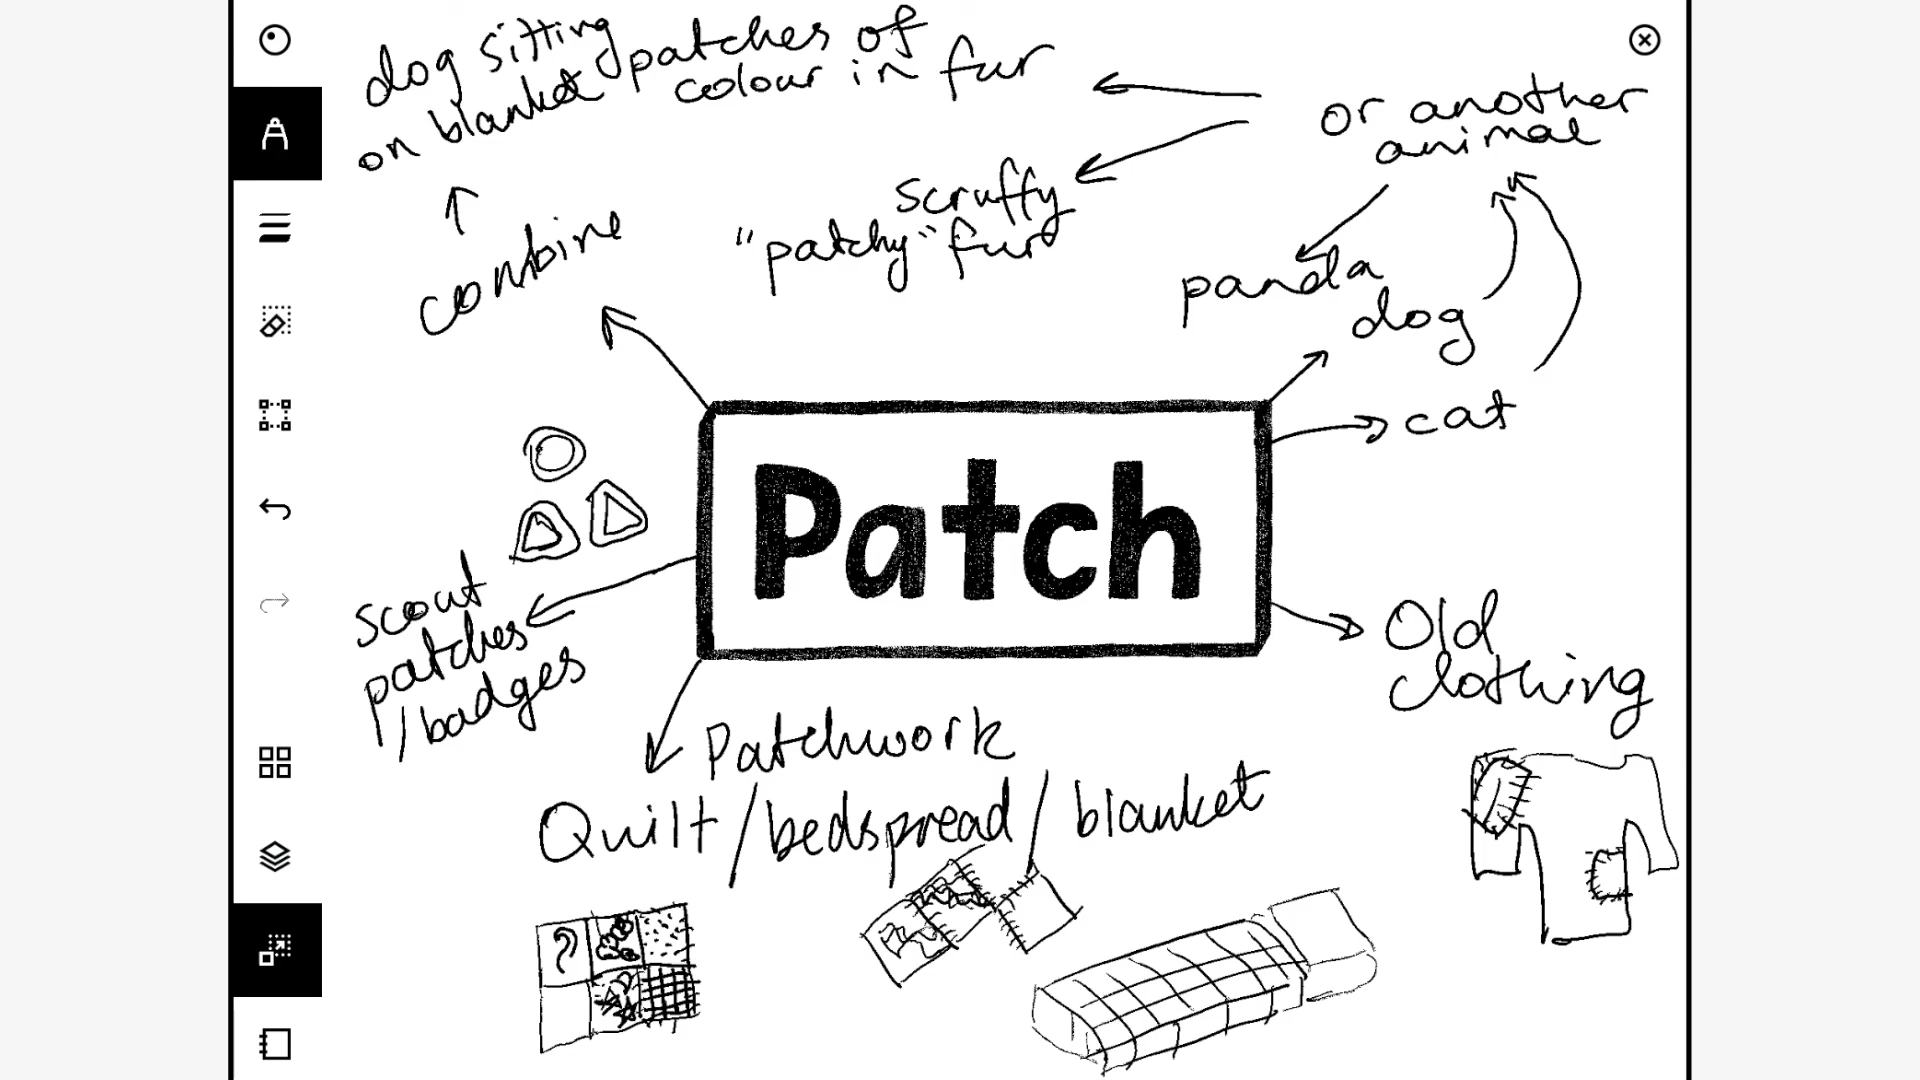 dog sitting
on blanket
patches of
colour in fur
or another
animal
combine
scruffy
"patchy" fur
panda
dog
cat
Patch
scout
patches
/badges
Old
clothing
Patchwork
Quilt/bedspread/blanket